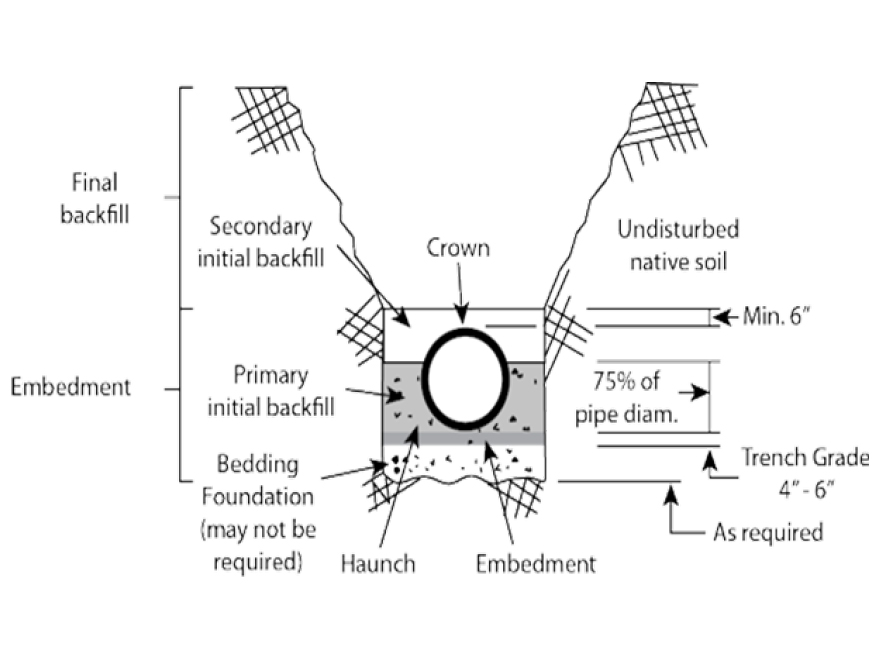 Final
backfill
Secondary
initial backfill
Crown
Undisturbed
native soil
Min. 6”
Embedment
Primary
initial backfill
75% of
pipe diam.
Bedding
Foundation
(may not be
required)
Haunch
Embedment
Trench Grade
4” - 6”
As required